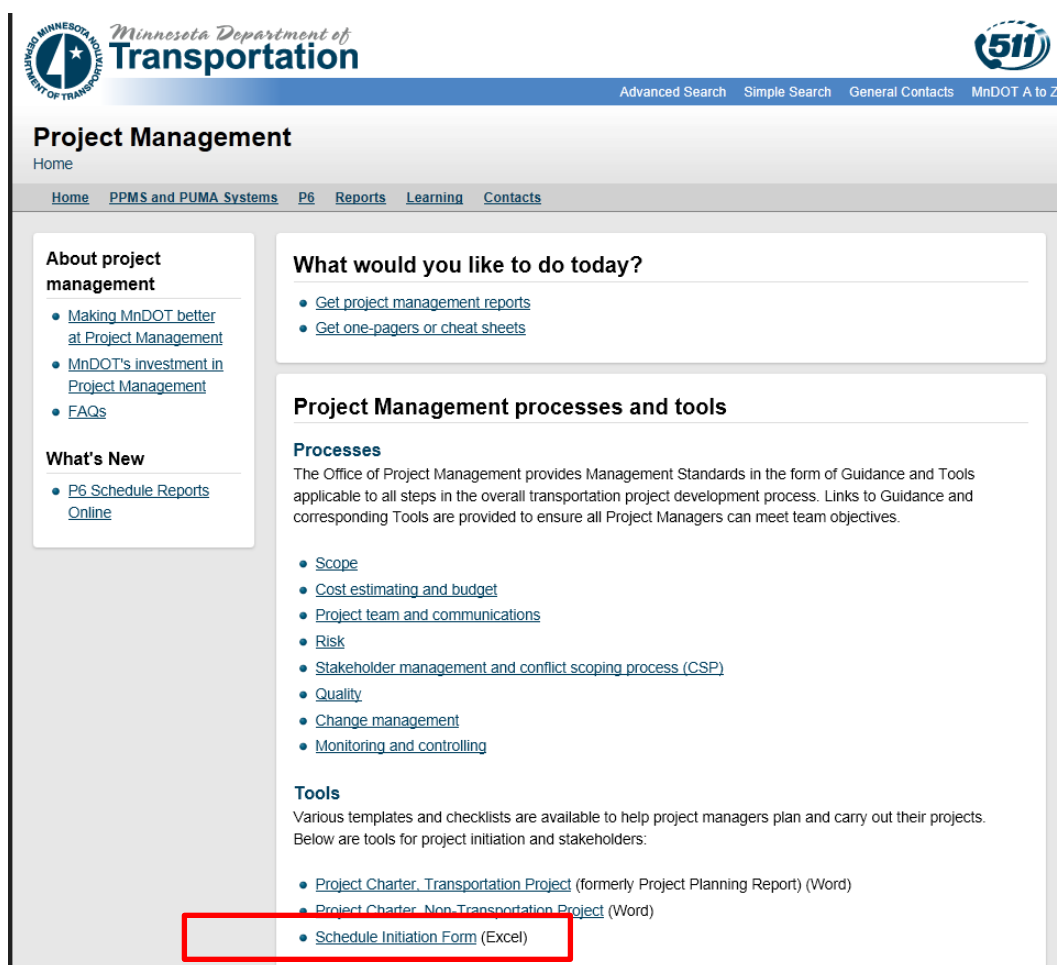 MINNESOTA DEPARTMENT OF TRANSPORTATION
Minnesota Department of
Transportation
511
Advanced Search Simple Search General Contacts MnDOT A to Z
Project Management
Home
Home PPMS and PUMA Systems P6 Reports Learning Contacts
About project
management
Making MnDOT better
at Project Management
MnDOT's investment in
Project Management
FAQs
What's New
P6 Schedule Reports
Online
What would you like to do today?
Get project management reports
Get one-pagers or cheat sheets
Project Management processes and tools
Processes
The Office of Project Management provides Management Standards in the form of Guidance and Tools
applicable to all steps in the overall transportation project development process. Links to Guidance and
corresponding Tools are provided to ensure all Project Managers can meet team objectives.
Scope
Cost estimating and budget
Project team and communications
Risk
Stakeholder management and conflict scoping process (CSP)
Quality
Change management
Monitoring and controlling
Tools
Various templates and checklists are available to help project managers plan and carry out their projects.
Below are tools for project initiation and stakeholders:
Project Charter, Transportation Project (formerly Project Planning Report) (Word)
Project Charter, Non-Transportation Project (Word)
Schedule Initiation Form (Excel)